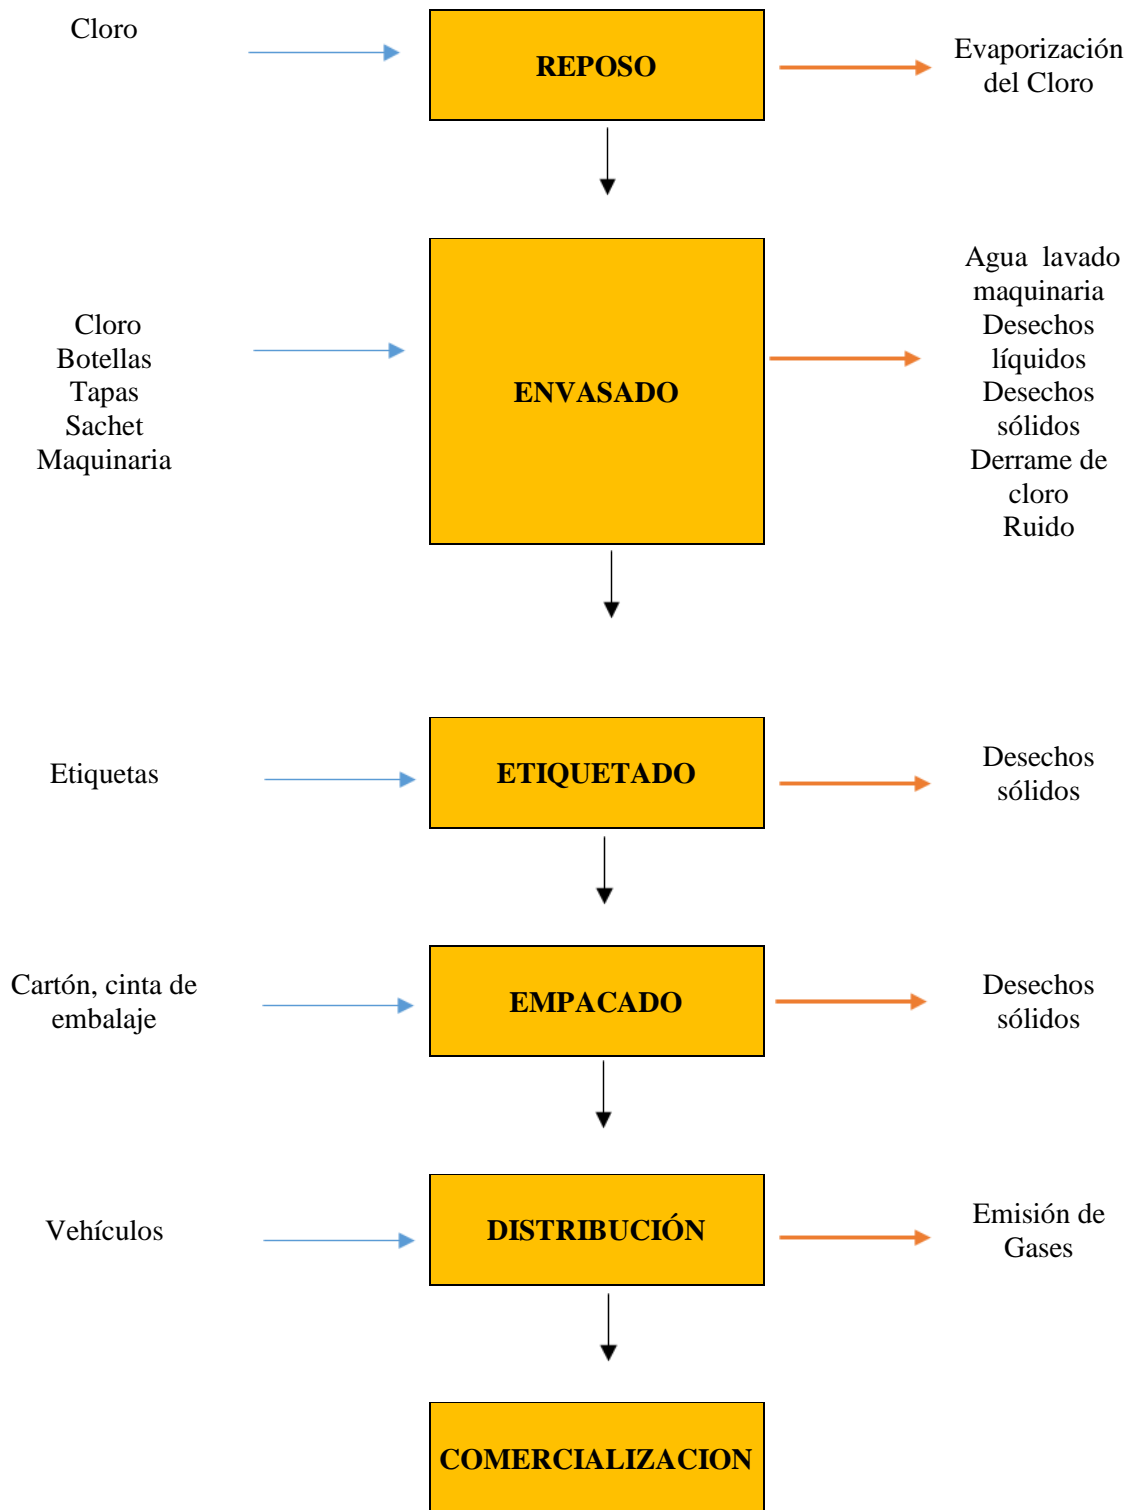 Cloro
REPOSO
Evaporización
del Cloro
Cloro
Botellas
Tapas
Sachet
Maquinaria
ENVASADO
Agua lavado
maquinaria
Desechos
líquidos
Desechos
sólidos
Derrame de
cloro
Ruido
Etiquetas
ETIQUETADO
Desechos
sólidos
Cartón, cinta de
embalaje
EMPACADO
Desechos
sólidos
Vehículos
DISTRIBUCIÓN
Emisión de
Gases
COMERCIALIZACION